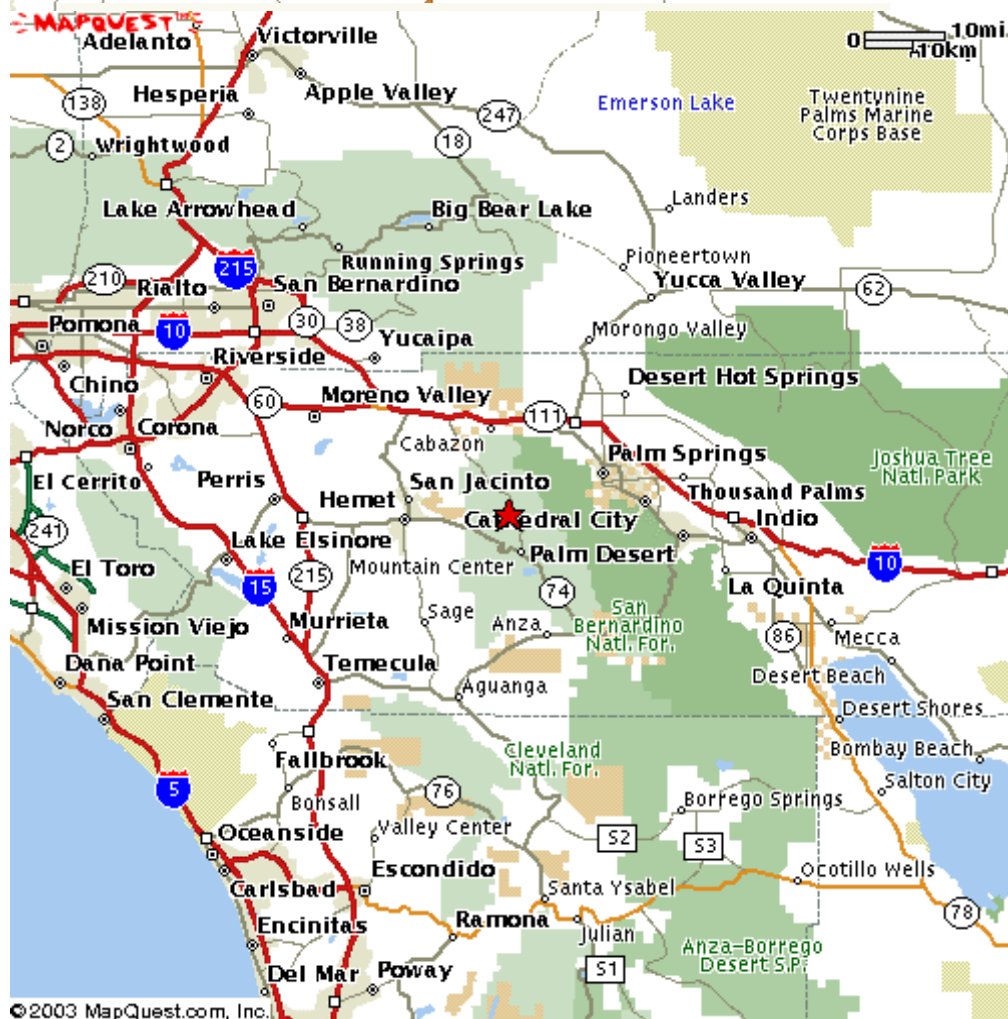 MAPQUEST
Adelanto
Victorville
0 10mi.
10km
138
Hesperia
Apple Valley
Emerson Lake
Twentynine
Palms Marine
Corps Base
247
2
Wrightwood
18
Lake Arrowhead
Big Bear Lake
Landers
215
Running Springs
Pioneertown
210
Rialto
San Bernardino
Yucca Valley
62
Pomona
10
30
38
Yucaipa
Morongo Valley
Riverside
Chino
60
Moreno Valley
Desert Hot Springs
Norco
Corona
Cabazon
111
Palm Springs
Joshua Tree
Natl. Park
El Cerrito
Perris
San Jacinto
Thousand Palms
Hemet
Cathedral City
Indio
241
Lake Elsinore
Palm Desert
El Toro
15
215
Mountain Center
74
La Quinta
10
Mission Viejo
Murrieta
Sage
Anza
San
Bernardino
Natl. For.
86
Mecca
Dana Point
Temecula
Aguanga
Desert Beach
San Clemente
Desert Shores
Fallbrook
Cleveland
Natl. For.
Bombay Beach
5
Bonsall
76
Borrego Springs
Salton City
Oceanside
Valley Center
S2
S3
Carlsbad
Escondido
Santa Ysabel
Ocotillo Wells
Encinitas
Ramona
Julian
78
Del Mar
Poway
S1
Anza-Borrego
Desert S.P.
©2003 MapQuest.com, Inc.